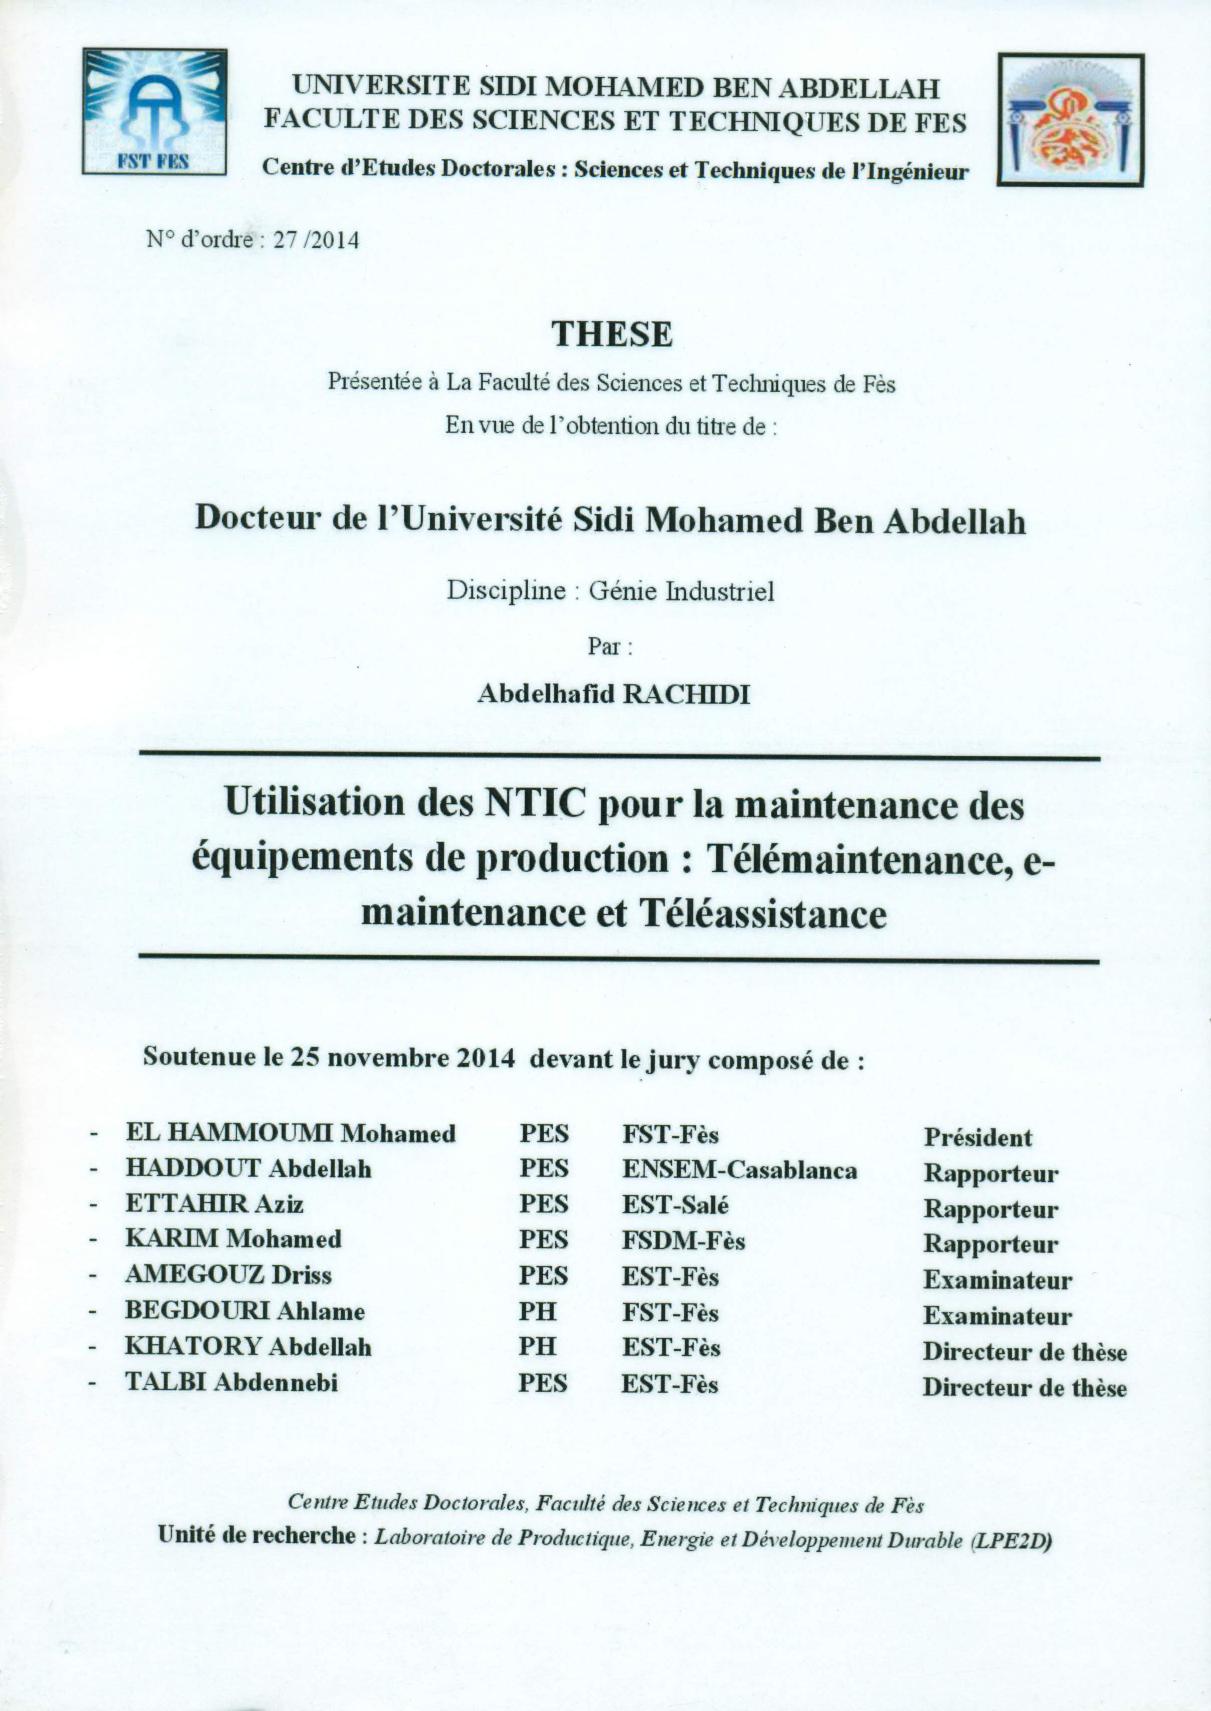 FST FES
UNIVERSITE SIDI MOHAMED BEN ABDELLAH
FACULTE DES SCIENCES ET TECHNIQUES DE FES
Centre d'Etudes Doctorales : Sciences et Techniques de l'Ingénieur
N° d'ordre : 27 /2014
THESE
Présentée à La Faculté des Sciences et Techniques de Fès
En vue de l'obtention du titre de :
Docteur de l'Université Sidi Mohamed Ben Abdellah
Discipline : Génie Industriel
Par :
Abdelhafid RACHIDI
Utilisation des NTIC pour la maintenance des
équipements de production : Télémaintenance, e-
maintenance et Téléassistance
Soutenue le 25 novembre 2014 devant le jury composé de :
- EL HAMMOUMI Mohamed PES FST-Fès Président
- HADDOUT Abdellah PES ENSEM-Casablanca Rapporteur
- ETTAHIR Aziz PES EST-Salé Rapporteur
- KARIM Mohamed PES FSDM-Fès Rapporteur
- AMEGOUZ Driss PES EST-Fès Examinateur
- BEGDOURI Ahlame PH FST-Fès Examinateur
- KHATORY Abdellah PH EST-Fès Directeur de thèse
- TALBI Abdennebi PES EST-Fès Directeur de thèse
Centre Etudes Doctorales, Faculté des Sciences et Techniques de Fès
Unité de recherche : Laboratoire de Productique, Energie et Développement Durable (LPE2D)